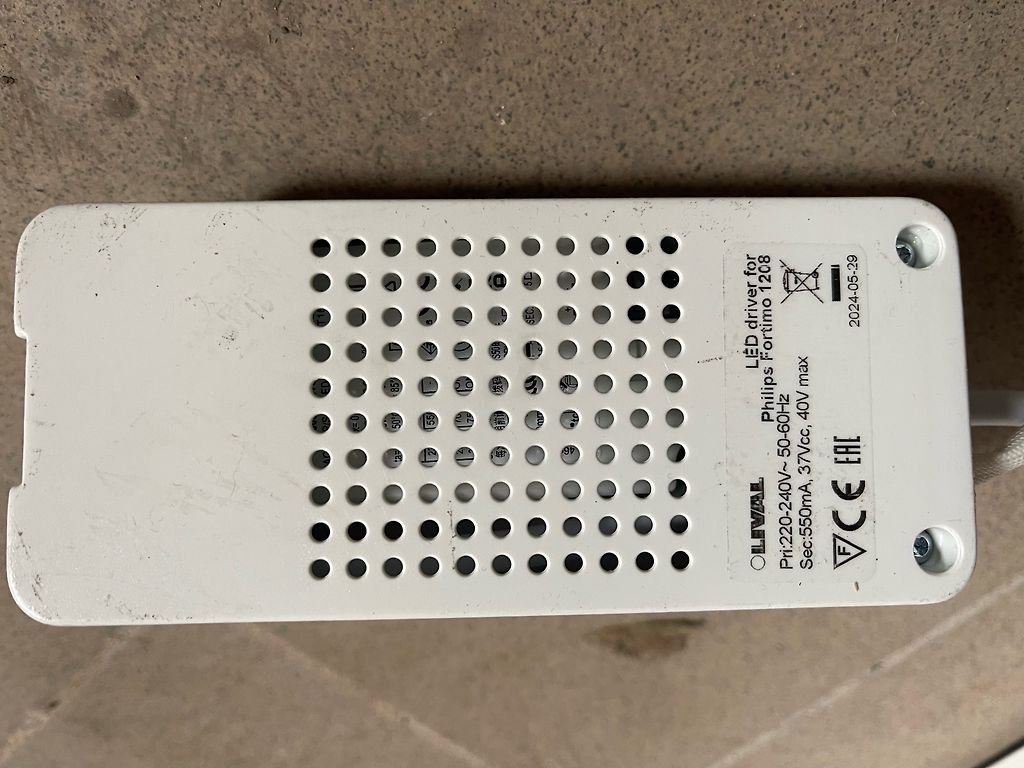 OLIVAL
LED driver for
Philips Fortimo 1208
Pri:220-240V~ 50-60Hz
Sec:550mA, 37Vcc, 40V max
F CE EAC
2024-05-29